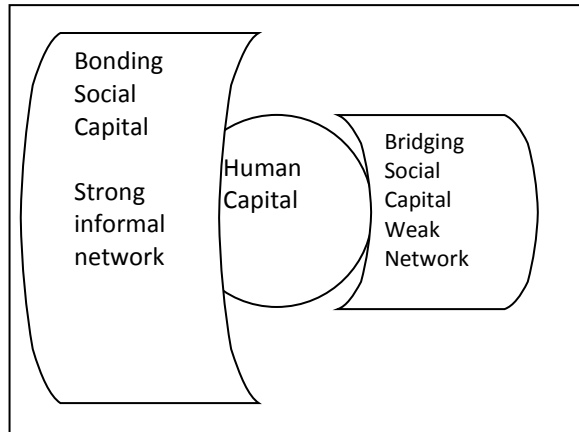 Bonding
Social
Capital
Strong
informal
network
Human
Capital
Bridging
Social
Capital
Weak
Network